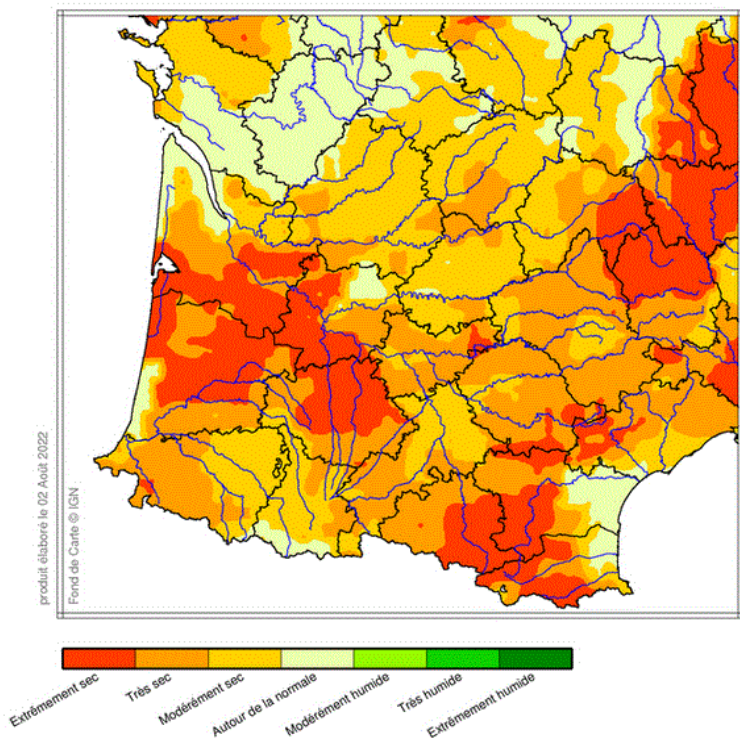 produit élaboré le 02 Août 2022
Fond de Carte © IGN
Extrêmement sec
Très sec
Modérément sec
Autour de la normale
Modérément humide
Très humide
Extrêmement humide